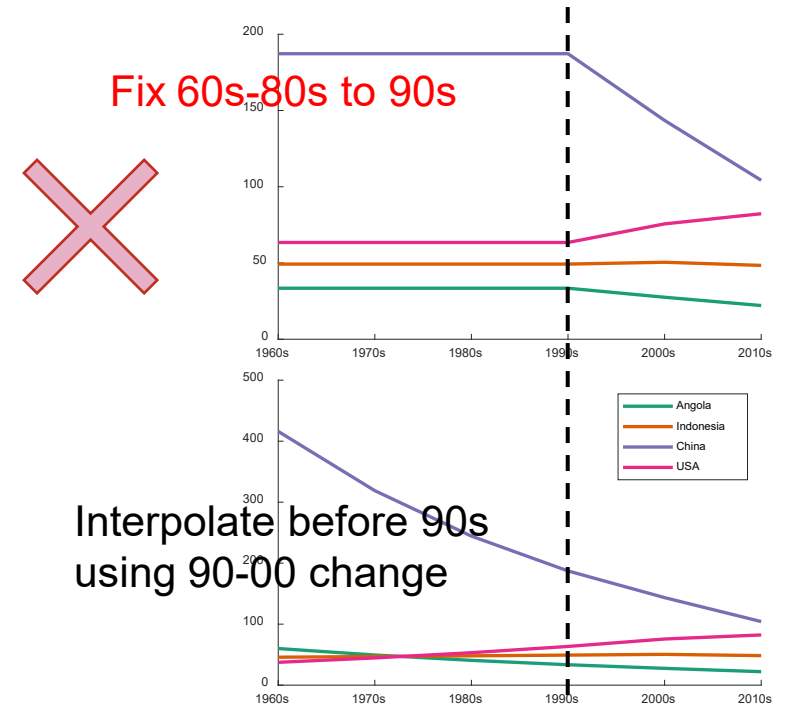 200
Fix 60s-80s to 90s
150
100
50
0
1960s 1970s 1980s 1990s 2000s 2010s
500
Angola
Indonesia
China
USA
400
300
Interpolate before 90s
200
using 90-00 change
100
0
1960s 1970s 1980s 1990s 2000s 2010s